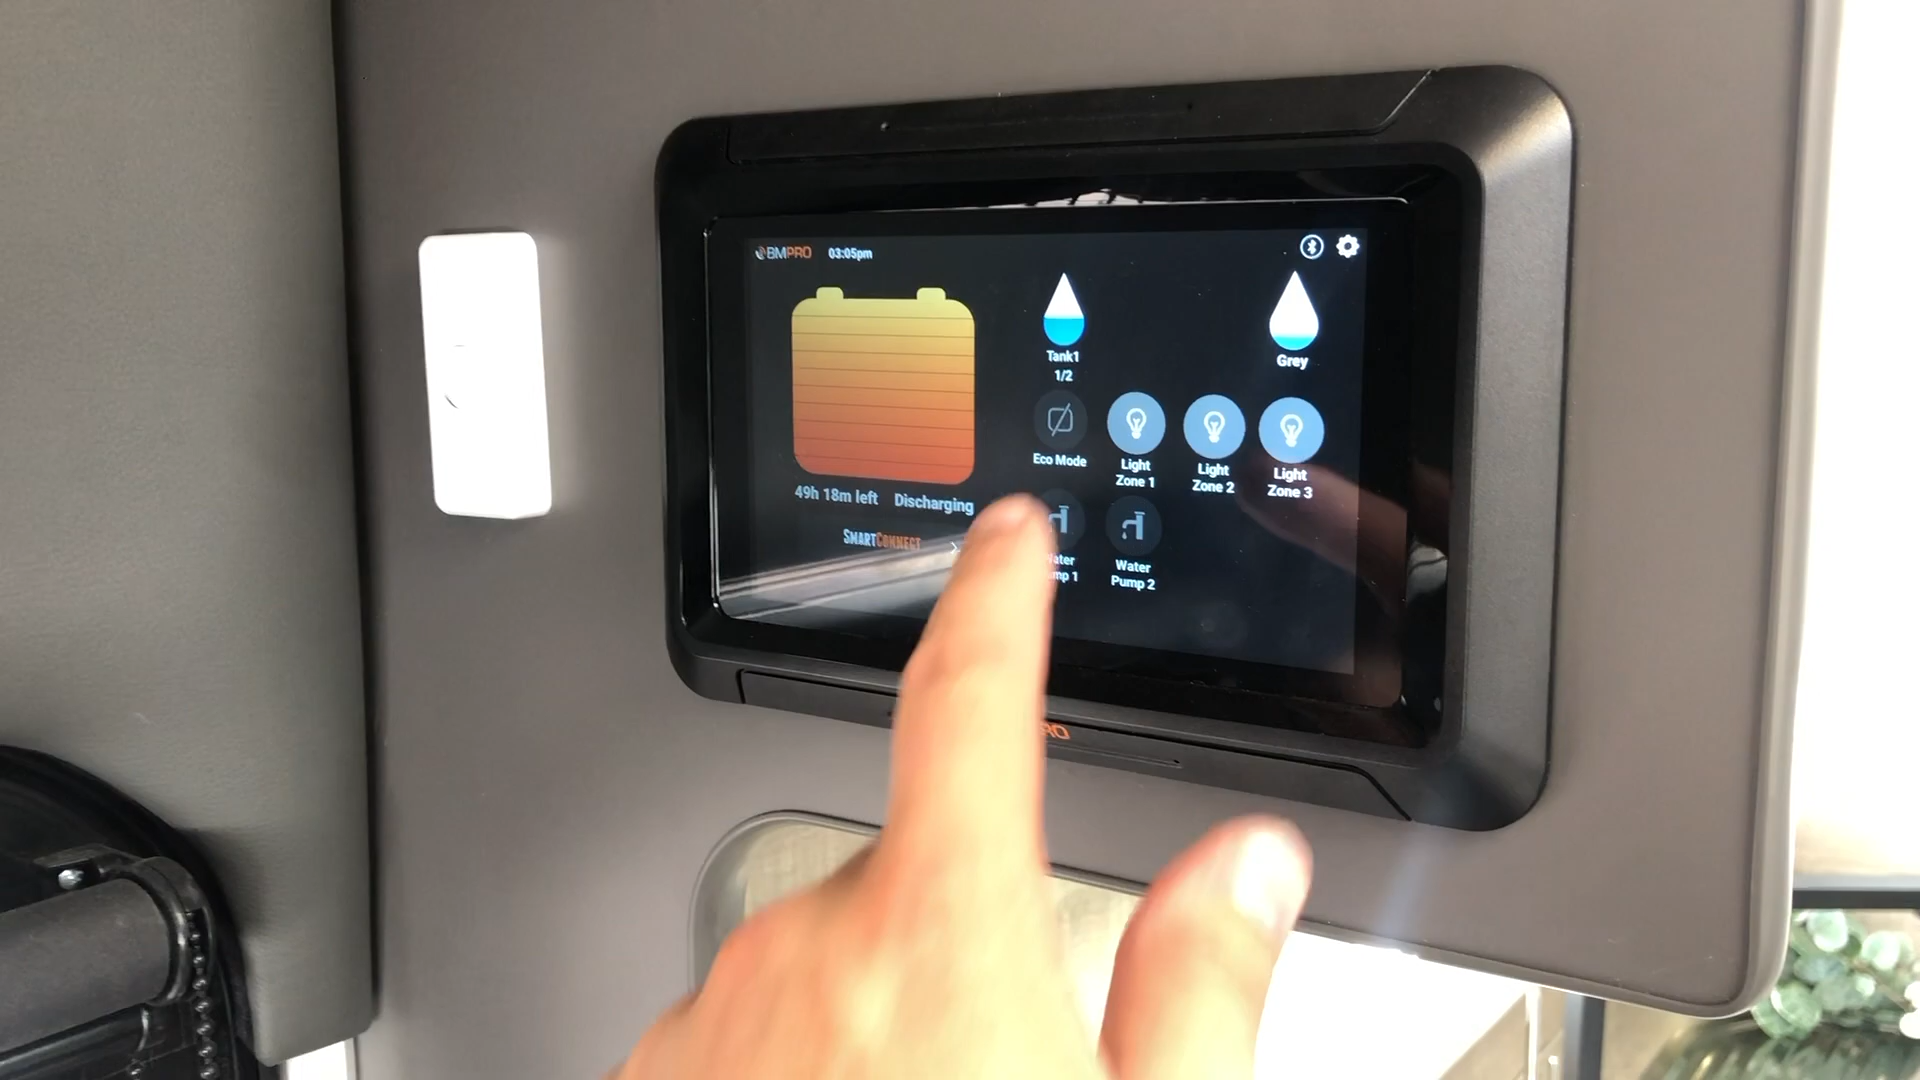 BMPRO 03:05pm
Tank1
1/2
Grey
Eco Mode
Light
Zone 1
Light
Zone 2
Light
Zone 3
49h 18m left Discharging
SMARTCONNECT
Water
Pump 2